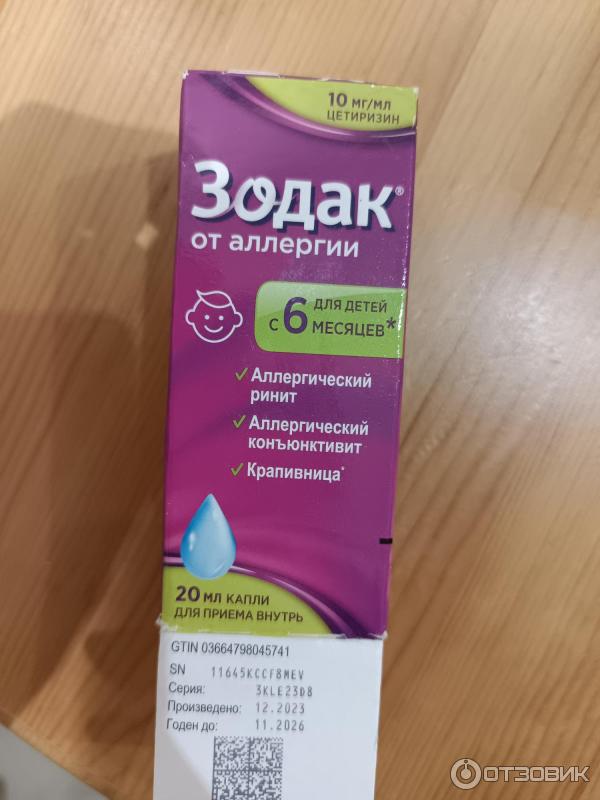 10 мг/мл
ЦЕТИРИЗИН
Зодак®
от аллергии
ДЛЯ ДЕТЕЙ
с 6 МЕСЯЦЕВ*
Аллергический
ринит
Аллергический
конъюнктивит
Крапивница*
20 мл КАПЛИ
ДЛЯ ПРИЕМА ВНУТРЬ
GTIN 03664798045741
SN 11645KCCF8MEV
Серия: 3KLE23D8
Произведено: 12.2023
Годен до: 11.2026
ОТЗОВИК